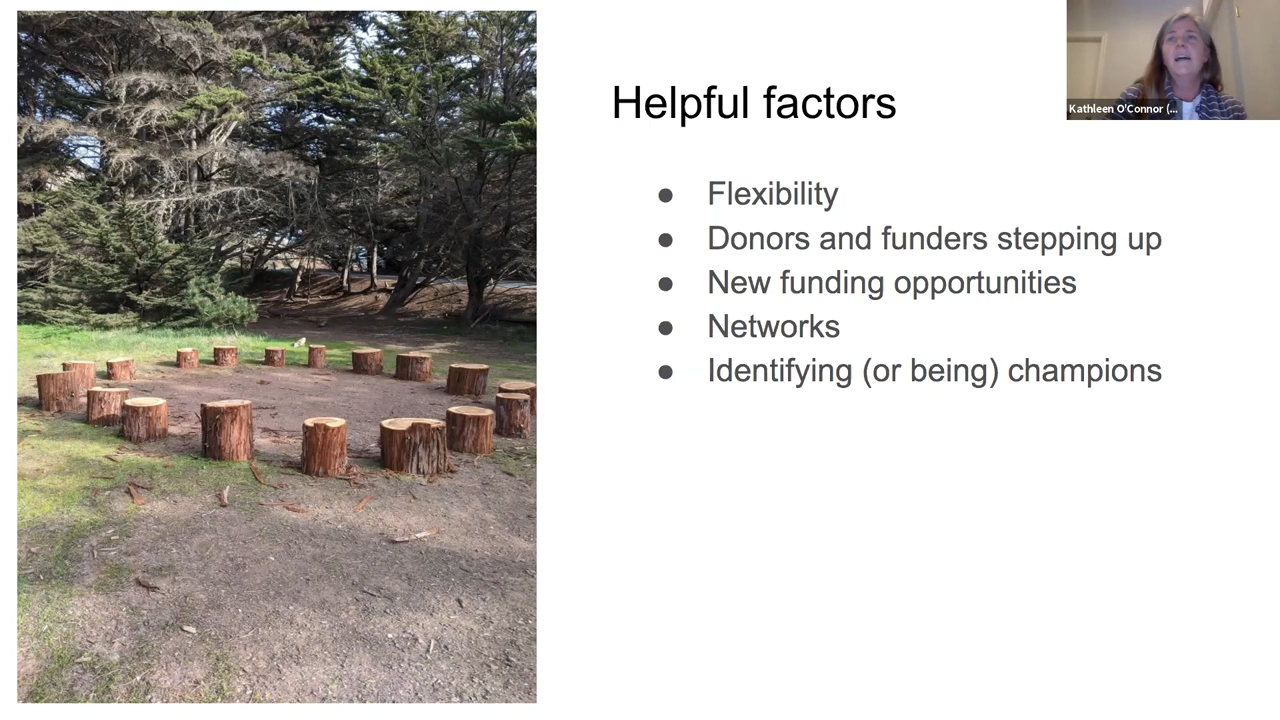 Helpful factors
Kathleen O'Connor (...
● Flexibility
● Donors and funders stepping up
● New funding opportunities
● Networks
● Identifying (or being) champions